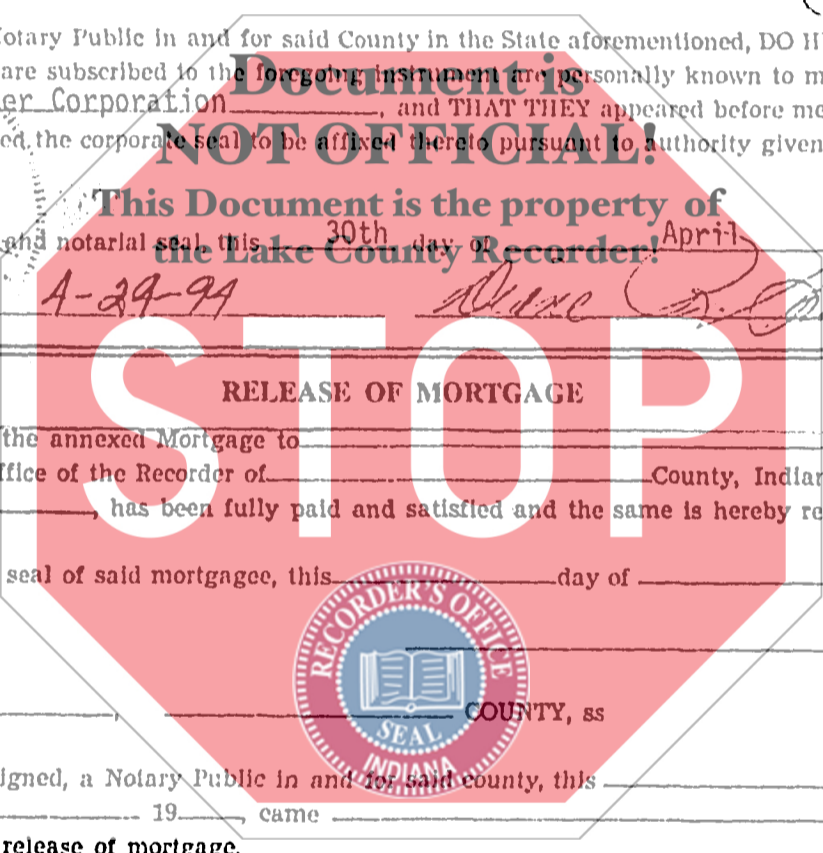 otary Public in and for said County in the State aforementioned, DO H
Document is
are subscribed to the foregoing instrument are personally known to m
er Corporation, and THAT THEY appeared before me
NOT OFFICIAL!
ed the corporate seal to be affixed thereto pursuant to authority given
This Document is the property of
and notarial seal, this 30th day of April
the Lake County Recorder!
4-29-94 Diane
STOP
RELEASE OF MORTGAGE
the annexed Mortgage to
ffice of the Recorder of County, Indian
, has been fully paid and satisfied and the same is hereby re
seal of said mortgagee, this day of
RECORDER'S OFFICE
SEAL
INDIANA
, COUNTY, ss
igned, a Notary Public in and for said county, this
19 , came
release of mortgage.